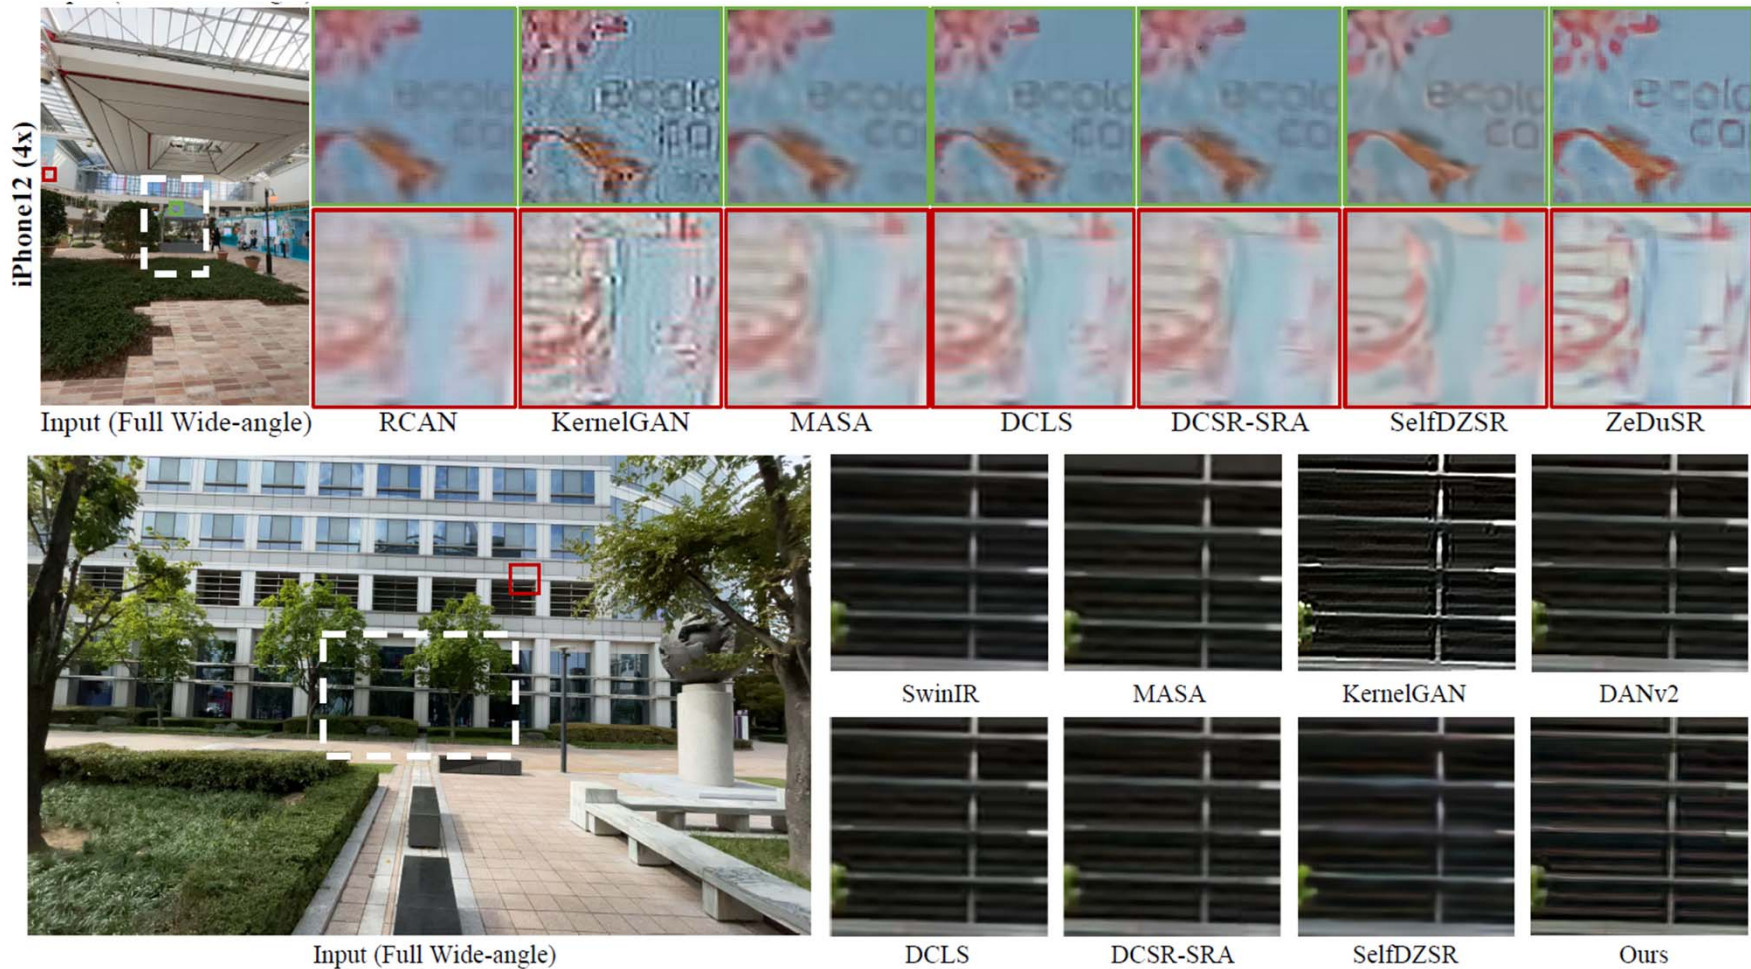 iPhone12 (4x)
Input (Full Wide-angle) RCAN KernelGAN MASA DCLS DCSR-SRA SelfDZSR ZeDuSR
SwinIR MASA KernelGAN DANv2
DCLS DCSR-SRA SelfDZSR Ours
Input (Full Wide-angle)